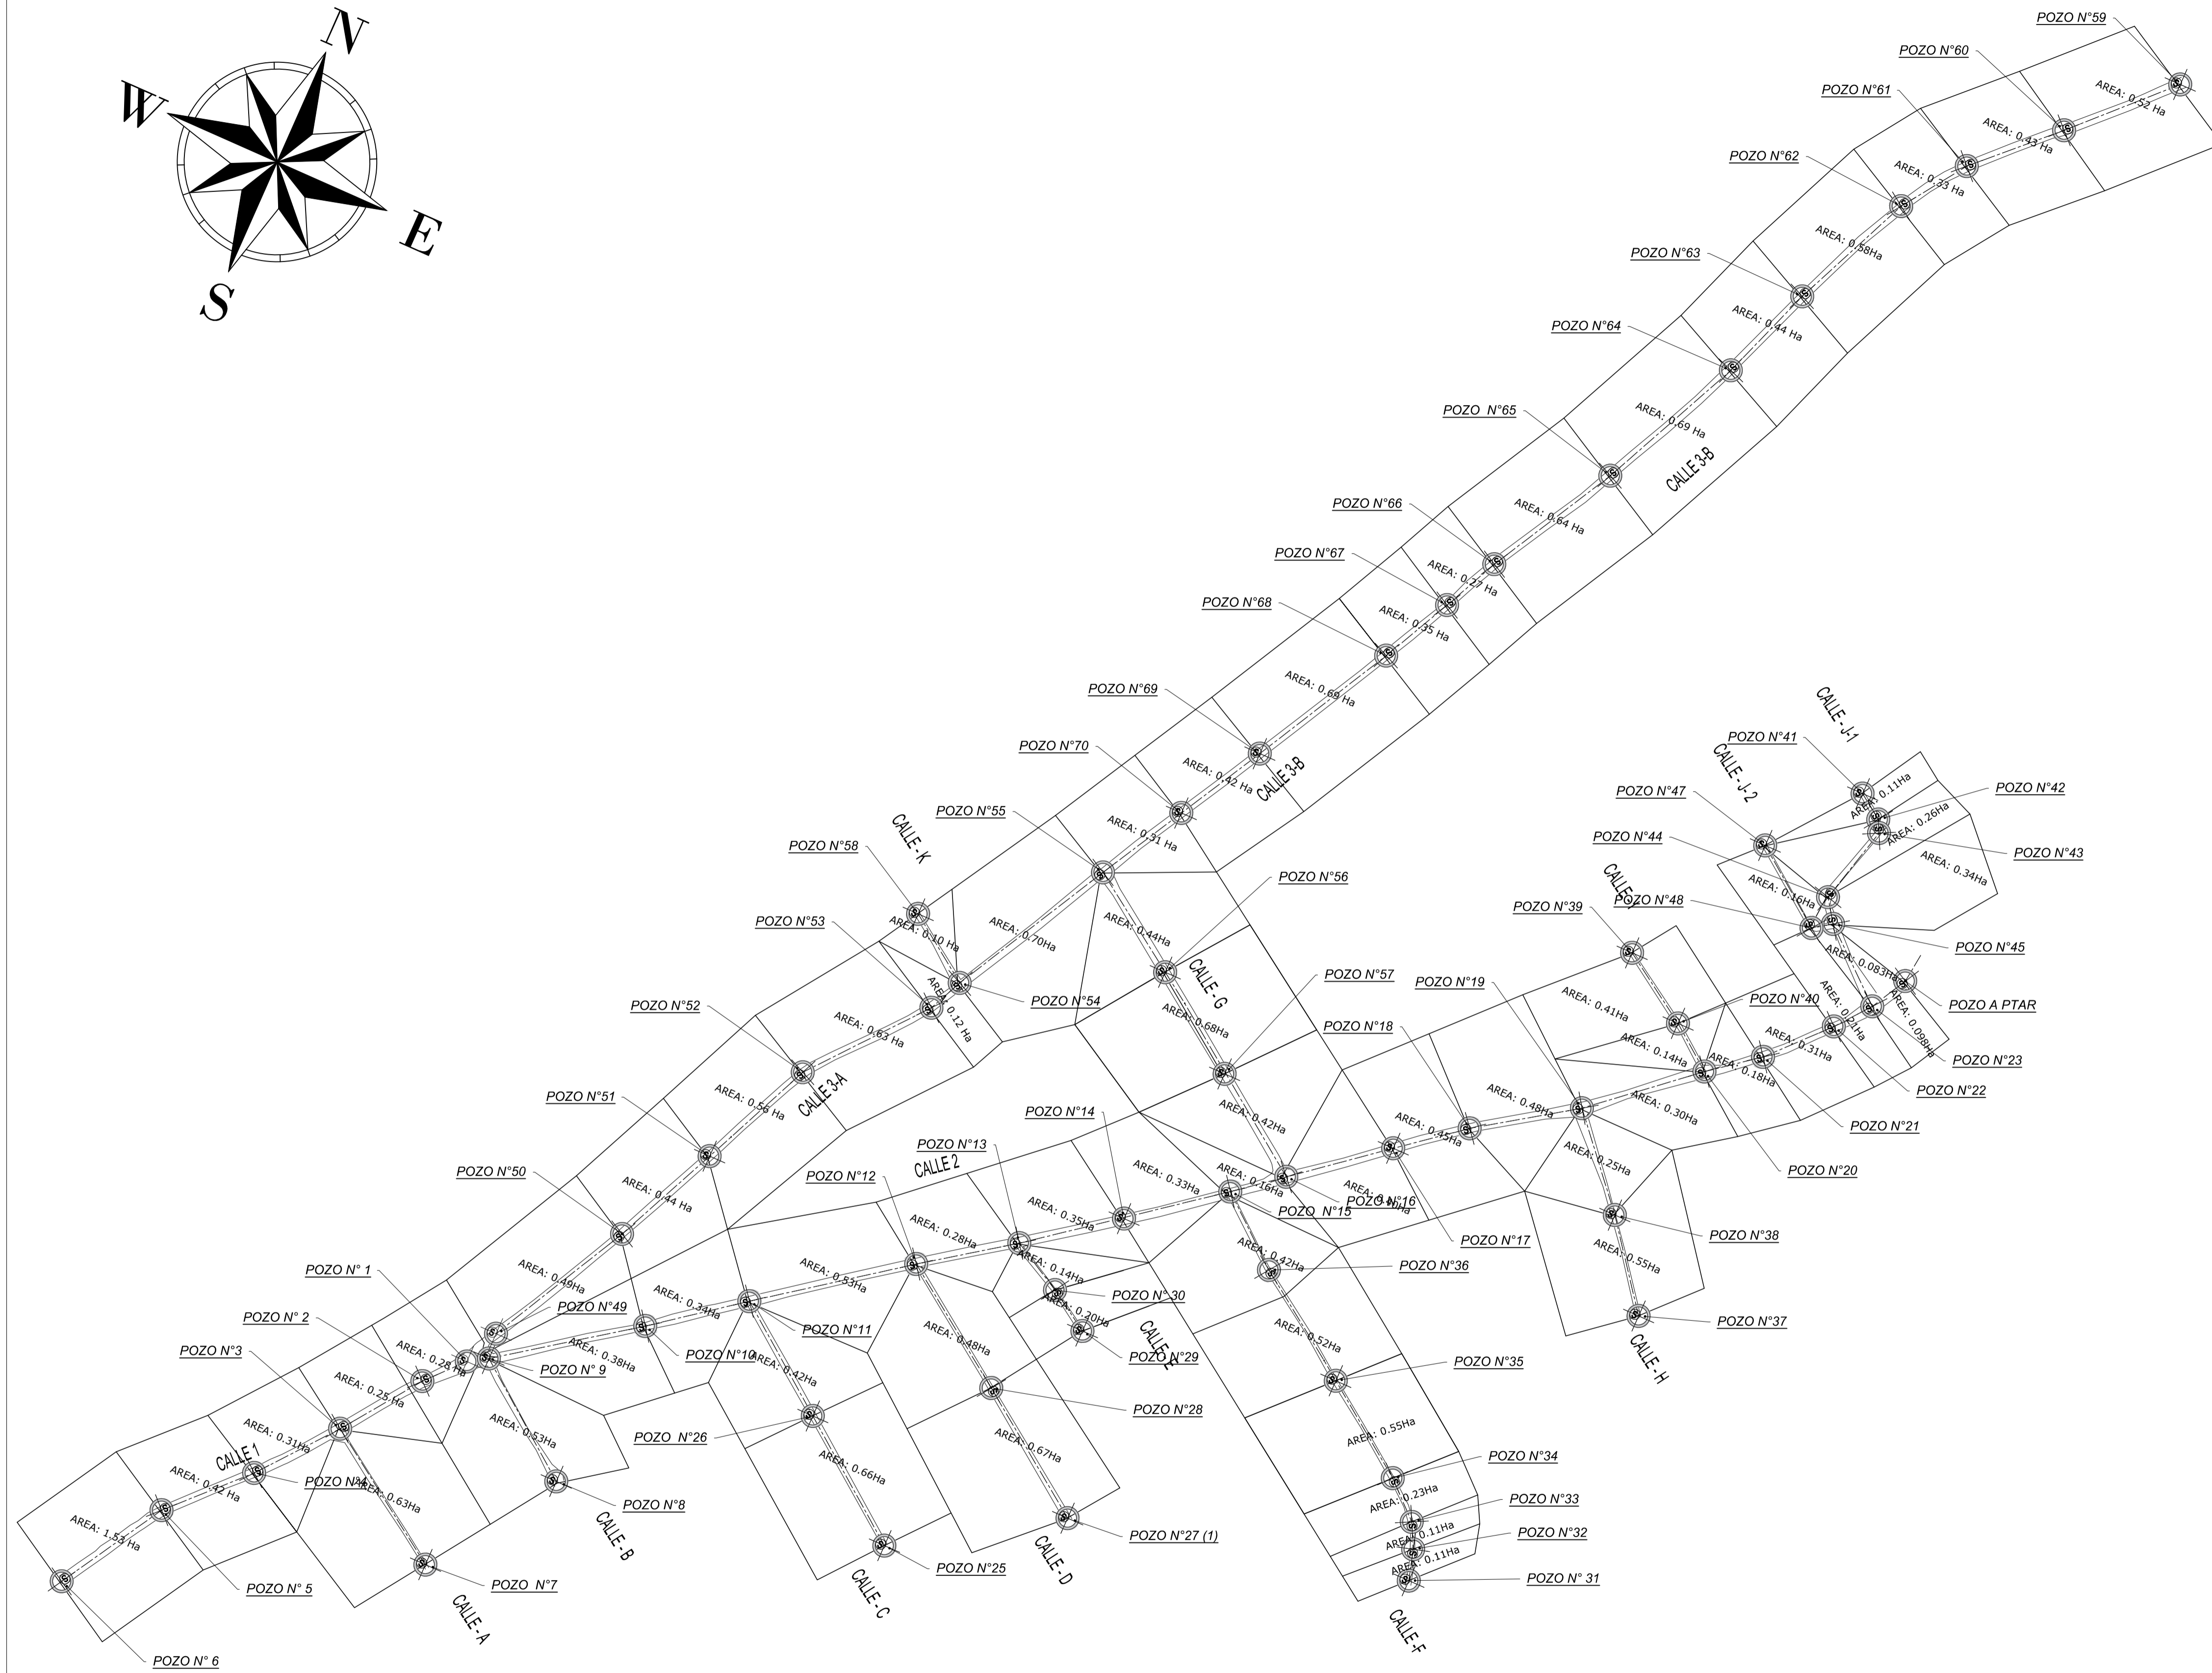 N
W
E
S
POZO N°59
POZO N°60
AREA: 0.52 Ha
POZO N°61
AREA: 0.43 Ha
POZO N°62
AREA: 0.33 Ha
POZO N°63
AREA: 0.58Ha
POZO N°64
AREA: 0.44 Ha
POZO  N°65
AREA: 0.69 Ha
CALLE 3-B
POZO N°66
AREA: 0.64 Ha
POZO N°67
AREA: 0.27 Ha
POZO N°68
AREA: 0.35 Ha
POZO N°69
AREA: 0.69 Ha
POZO N°70
AREA: 0.42 Ha
CALLE 3-B
POZO N°55
AREA: 0.31 Ha
CALLE - K
POZO N°58
AREA: 0.10 Ha
AREA: 0.70Ha
POZO N°53
POZO N°54
AREA: 0.12 Ha
POZO N°52
AREA: 0.63 Ha
CALLE 3-A
POZO N°51
AREA: 0.56 Ha
POZO N°50
AREA: 0.44 Ha
AREA: 0.49Ha
POZO N°49
POZO N°56
AREA: 0.44Ha
CALLE - G
AREA: 0.68Ha
POZO N°57
AREA: 0.42Ha
CALLE - J-1
CALLE - J-2
POZO N°41
AREA: 0.11Ha
POZO N°42
AREA: 0.26Ha
POZO N°43
POZO N°47
POZO N°44
AREA: 0.34Ha
AREA: 0.16Ha
POZO N°48
POZO N°45
AREA: 0.083Ha
POZO A PTAR
AREA: 0.098Ha
AREA: 0.21Ha
POZO N°23
POZO N°22
AREA: 0.31Ha
POZO N°21
POZO N°39
AREA: 0.41Ha
POZO N°40
AREA: 0.14Ha
AREA: 0.18Ha
POZO N°20
AREA: 0.30Ha
POZO N°19
AREA: 0.48Ha
POZO N°18
AREA: 0.45Ha
POZO N°17
POZO N°16
AREA: 0.16Ha
POZO  N°15
AREA: 0.33Ha
POZO N°14
AREA: 0.35Ha
POZO N°13
CALLE 2
AREA: 0.28Ha
POZO N°12
AREA: 0.53Ha
POZO N°11
AREA: 0.34Ha
POZO N°10
AREA: 0.38Ha
POZO N° 9
POZO N° 1
POZO N° 2
POZO N°3
AREA: 0.25Ha
AREA: 0.31Ha
CALLE 1
POZO N°4
AREA: 0.42 Ha
POZO N° 5
AREA: 1.53 Ha
POZO N° 6
AREA: 0.63Ha
POZO  N°7
CALLE - A
AREA: 0.53Ha
POZO N°8
CALLE - B
AREA: 0.42Ha
POZO  N°26
AREA: 0.66Ha
POZO N°25
CALLE - C
AREA: 0.48Ha
POZO N°28
AREA: 0.67Ha
POZO N°27 (1)
CALLE - D
AREA: 0.14Ha
POZO N° 30
AREA: 0.20Ha
POZO N°29
CALLE - E
AREA: 0.42Ha
POZO N°36
AREA: 0.52Ha
POZO N°35
AREA: 0.55Ha
POZO N°34
AREA: 0.23Ha
POZO N°33
AREA: 0.11Ha
POZO N°32
AREA: 0.11Ha
POZO N° 31
CALLE -F
AREA: 0.25Ha
POZO N°38
AREA: 0.55Ha
POZO N°37
CALLE - H